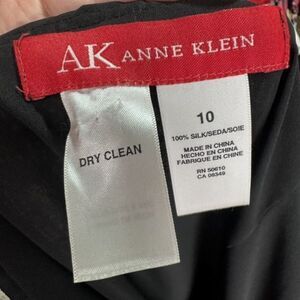 AK ANNE KLEIN
DRY CLEAN
10
100% SILK/SEDA/SOIE
MADE IN CHINA
HECHO EN CHINA
FABRIQUE EN CHINE
RN 50610
CA 08349